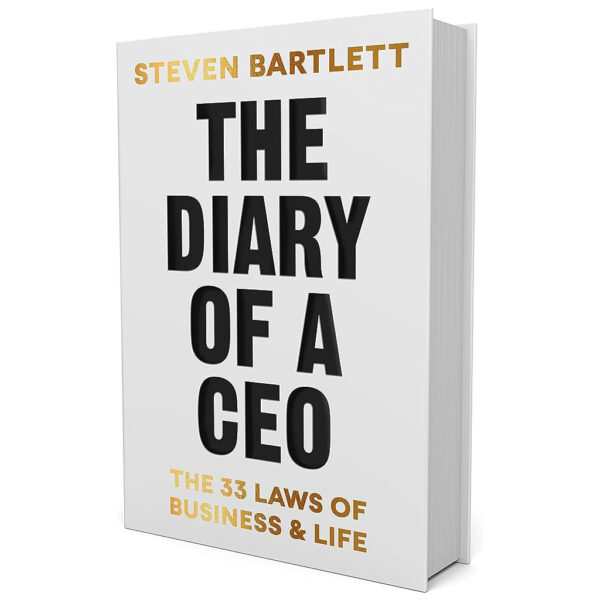 STEVEN BARTLETT
THE
DIARY
OF A
CEO
THE 33 LAWS OF
BUSINESS & LIFE